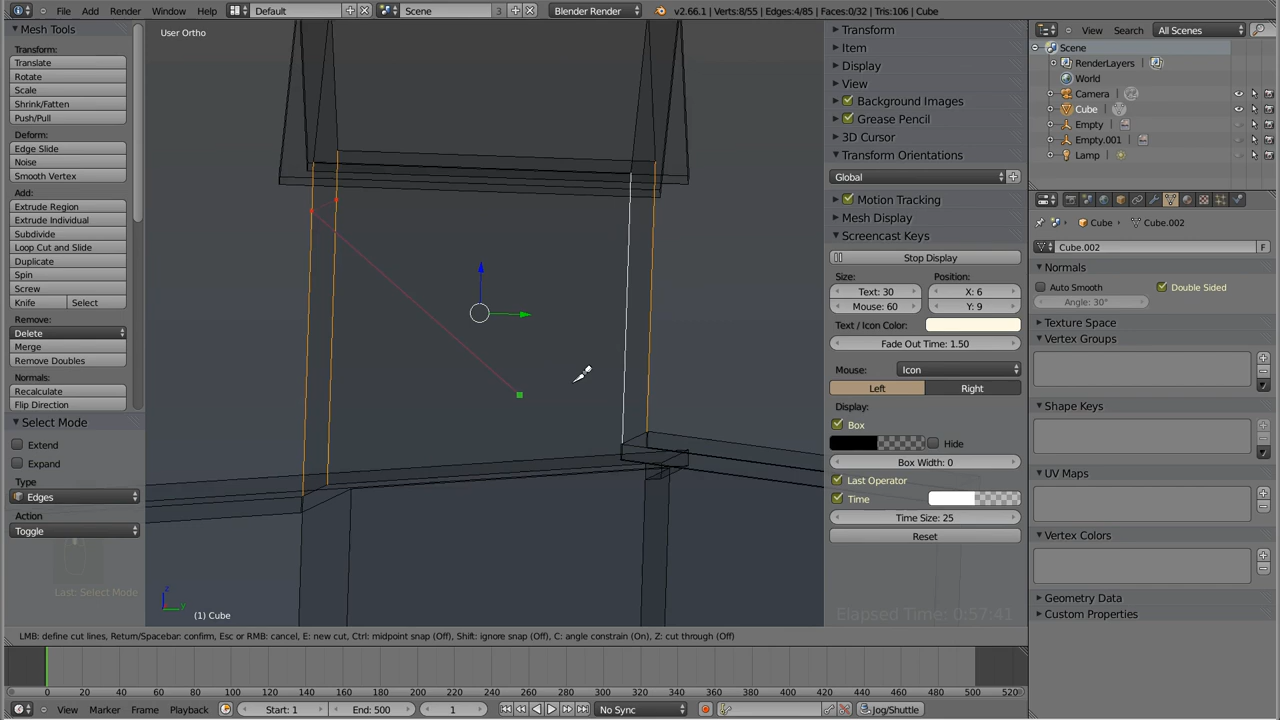 File Add Render Window Help Default Scene 3 Blender Render v2.66.1 | Verts:8/55 | Edges:4/85 | Faces:0/32 | Tris:106 | Cube
Mesh Tools
Transform:
Translate
Rotate
Scale
Shrink/Fatten
Push/Pull
Deform:
Edge Slide
Noise
Smooth Vertex
Add:
Extrude Region
Extrude Individual
Subdivide
Loop Cut and Slide
Duplicate
Spin
Screw
Knife Select
Remove:
Delete
Merge
Remove Doubles
Normals:
Recalculate
Flip Direction
Select Mode
Extend
Expand
Type
Edges
Action
Toggle
Last: Select Mode
User Ortho
z
y
(1) Cube
Elapsed Time: 0:57:41
LMB: define cut lines, Return/Spacebar: confirm, Esc or RMB: cancel, E: new cut, Ctrl: midpoint snap (Off), Shift: ignore snap (Off), C: angle constrain (On), Z: cut through (Off)
Transform
Item
Display
View
Background Images
Grease Pencil
3D Cursor
Transform Orientations
Global
Motion Tracking
Mesh Display
Screencast Keys
Stop Display
Size: Position:
Text: 30 X: 6
Mouse: 60 Y: 9
Text / Icon Color:
Fade Out Time: 1.50
Mouse: Icon
Left Right
Display:
Box
Hide
Box Width: 0
Last Operator
Time
Time Size: 25
Reset
View Search All Scenes
Scene
RenderLayers
World
Camera
Cube
Empty
Empty.001
Lamp
Cube Cube.002
Cube.002 F
Normals
Auto Smooth Double Sided
Angle: 30°
Texture Space
Vertex Groups
Shape Keys
UV Maps
Vertex Colors
Geometry Data
Custom Properties
0 20 40 60 80 100 120 140 160 180 200 220 240 260 280 300 320 340 360 380 400 420 440 460 480 500 520
View Marker Frame Playback Start: 1 End: 500 1 No Sync Jog/Shuttle